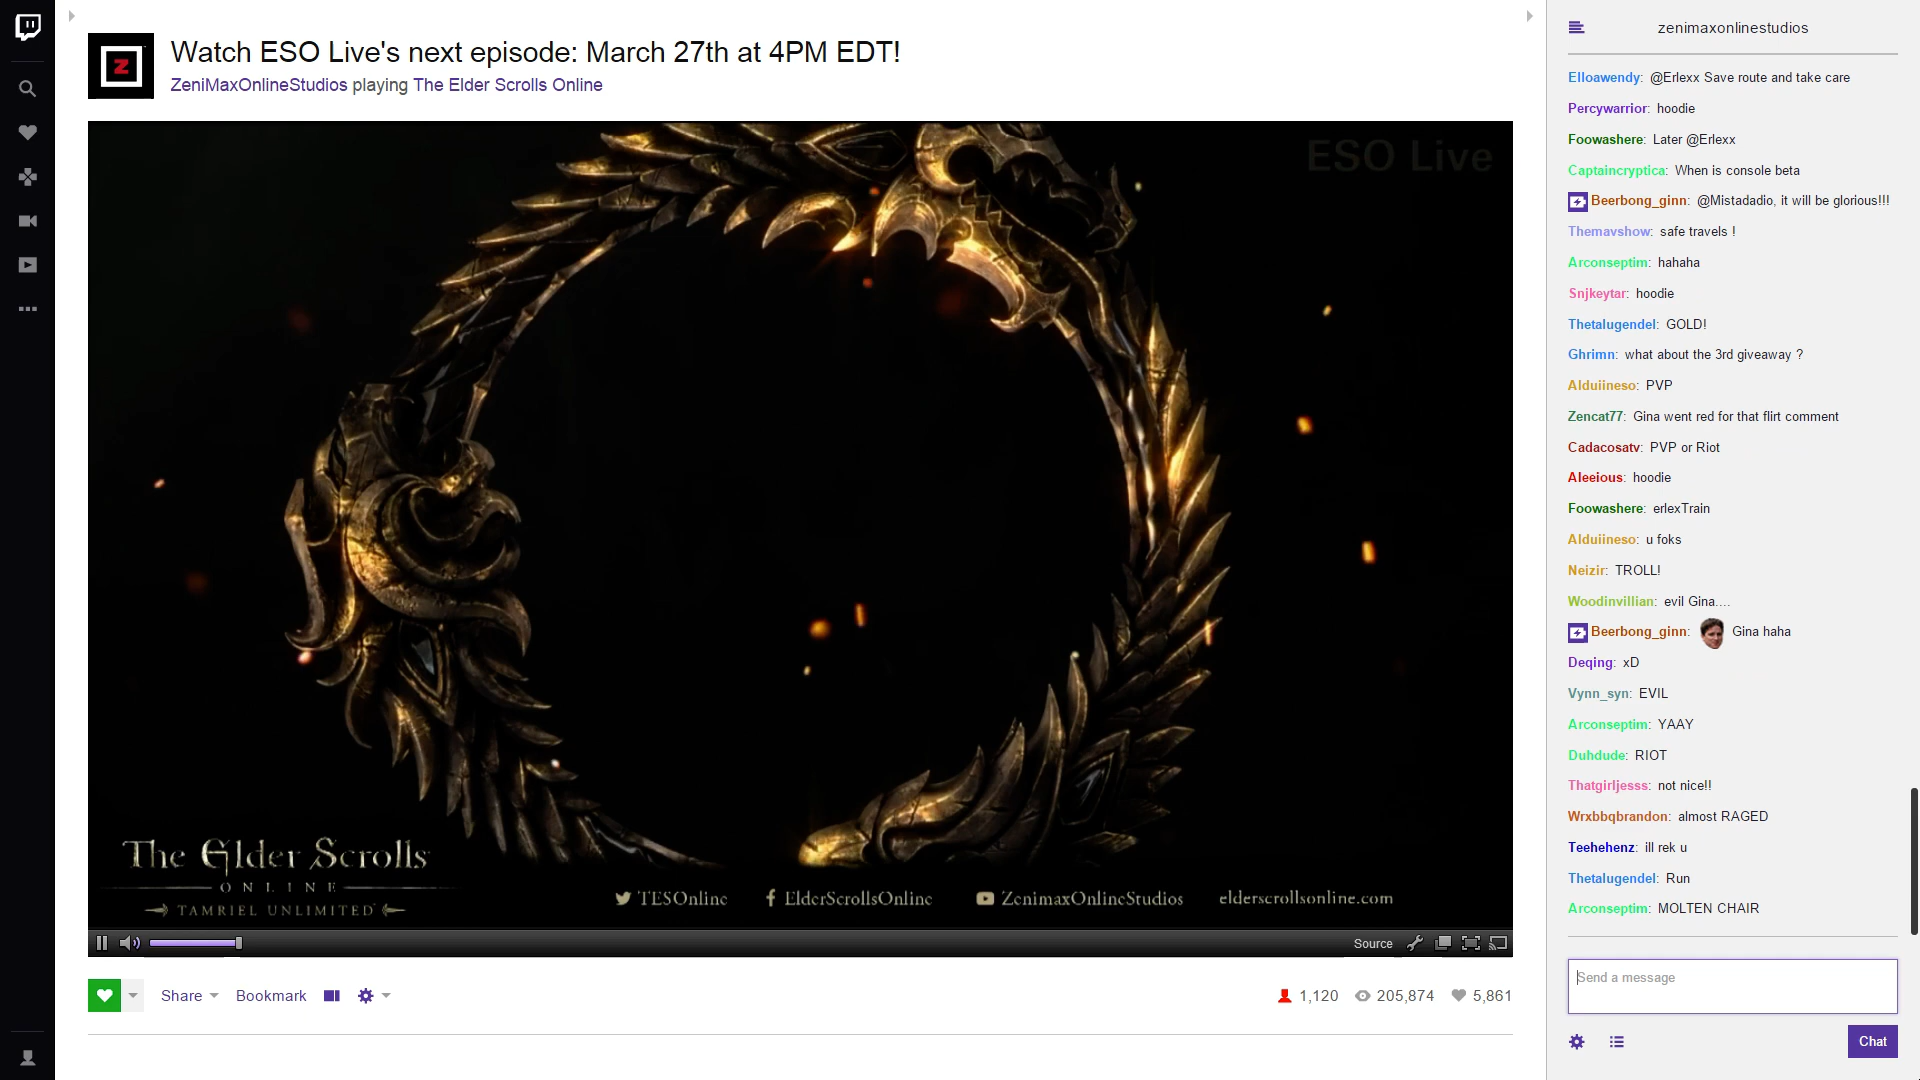 Watch ESO Live's next episode: March 27th at 4PM EDT!
ZeniMaxOnlineStudios playing The Elder Scrolls Online
Z
ESO Live
The Elder Scrolls
ONLINE
TAMRIEL UNLIMITED
TESOnline
ElderScrollsOnline
ZenimaxOnlineStudios
elderscrollsonline.com
Source
Share
Bookmark
1,120
205,874
5,861
zenimaxonlinestudios
Elloawendy: @Erlexx Save route and take care
Percywarrior: hoodie
Foowashere: Later @Erlexx
Captaincryptica: When is console beta
Beerbong_ginn: @Mistadadio, it will be glorious!!!
Themavshow: safe travels !
Arconseptim: hahaha
Snjkeytar: hoodie
Thetalugendel: GOLD!
Ghrimn: what about the 3rd giveaway ?
Alduiineso: PVP
Zencat77: Gina went red for that flirt comment
Cadacosatv: PVP or Riot
Aleeious: hoodie
Foowashere: erlexTrain
Alduiineso: u foks
Neizir: TROLL!
Woodinvillian: evil Gina....
Beerbong_ginn: Gina haha
Deqing: xD
Vynn_syn: EVIL
Arconseptim: YAAY
Duhdude: RIOT
Thatgirljesss: not nice!!
Wrxbbqbrandon: almost RAGED
Teehehenz: ill rek u
Thetalugendel: Run
Arconseptim: MOLTEN CHAIR
Send a message
Chat